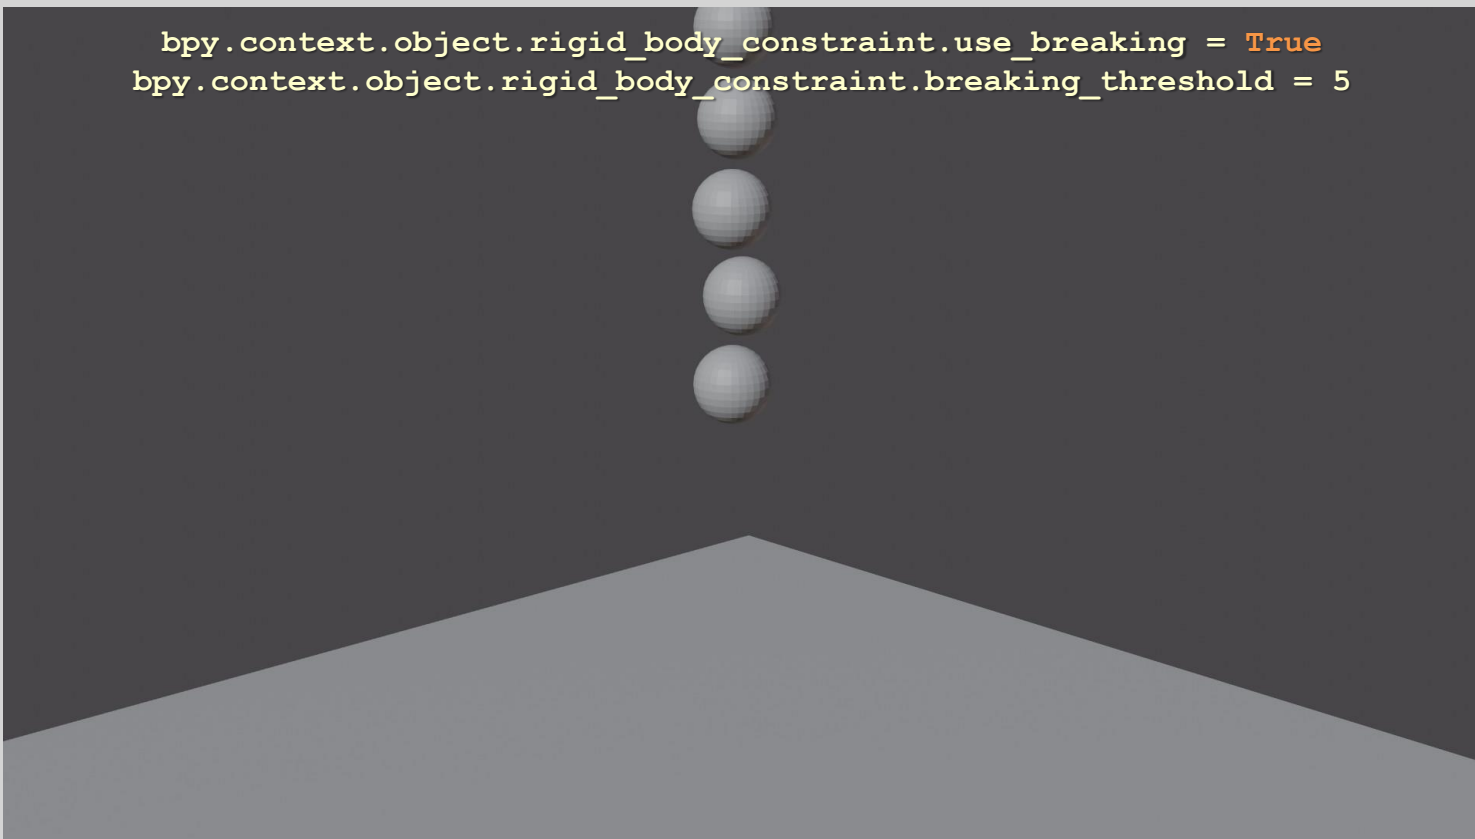 bpy.context.object.rigid_body_constraint.use_breaking = True
bpy.context.object.rigid_body_constraint.breaking_threshold = 5